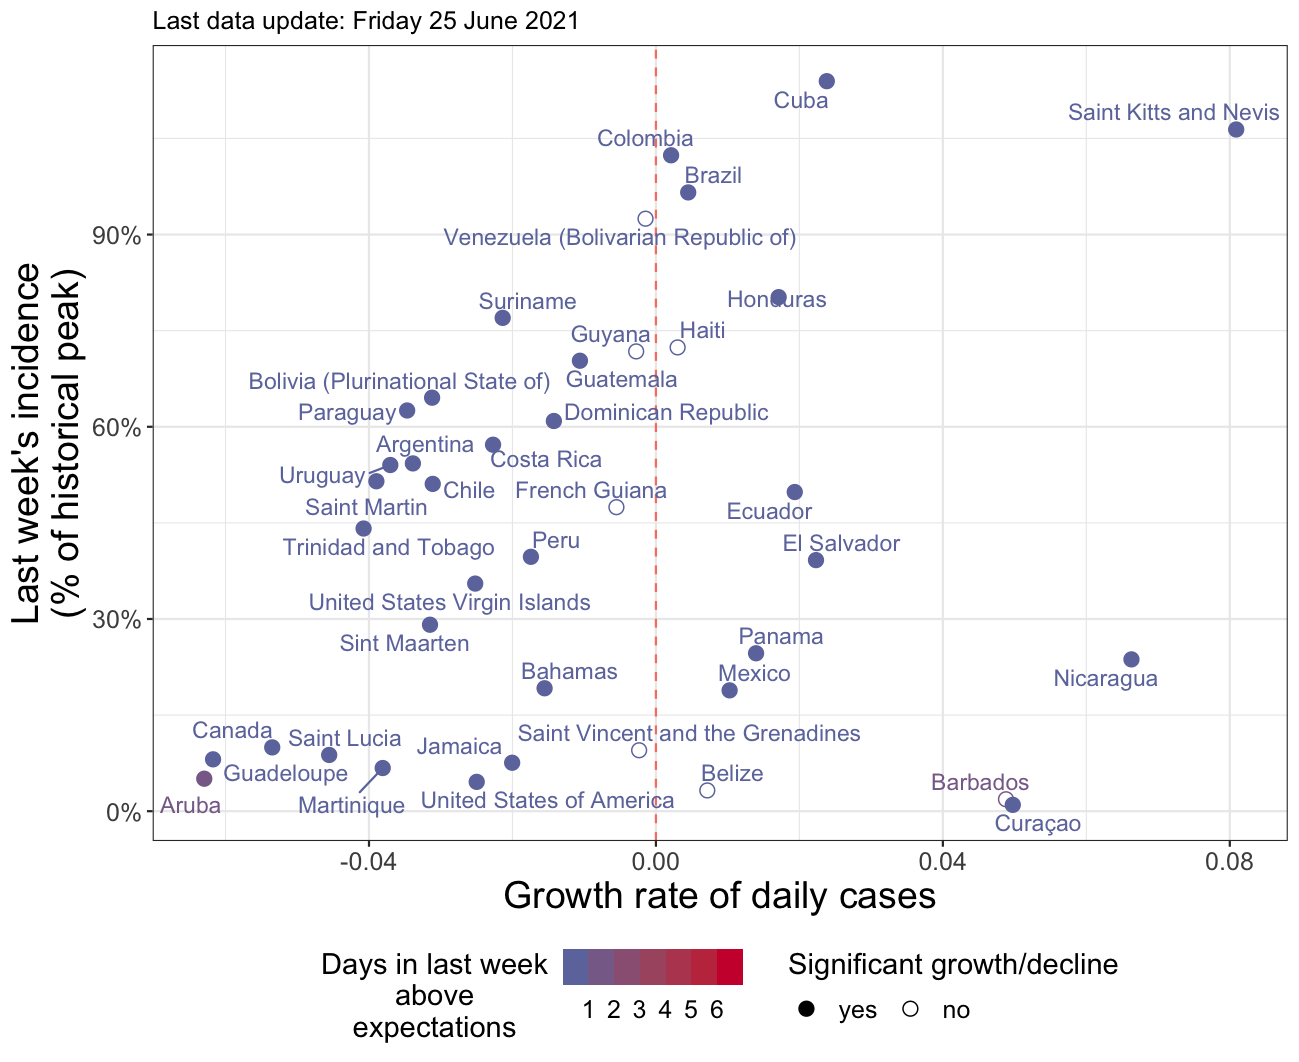 Last data update: Friday 25 June 2021
Cuba
Saint Kitts and Nevis
Colombia
Brazil
90%
Venezuela (Bolivarian Republic of)
Suriname
Honduras
Guyana
Haiti
Bolivia (Plurinational State of)
Guatemala
Paraguay
Dominican Republic
60%
Argentina
Costa Rica
Uruguay
Chile
French Guiana
Saint Martin
Ecuador
Trinidad and Tobago
Peru
El Salvador
United States Virgin Islands
30%
Sint Maarten
Panama
Bahamas
Mexico
Nicaragua
Canada
Saint Lucia
Jamaica
Saint Vincent and the Grenadines
Guadeloupe
Belize
Barbados
Aruba
Martinique
United States of America
0%
Curaçao
Last week's incidence
(% of historical peak)
-0.04
0.00
0.04
0.08
Growth rate of daily cases
Days in last week
above
expectations
1 2 3 4 5 6
Significant growth/decline
yes
no